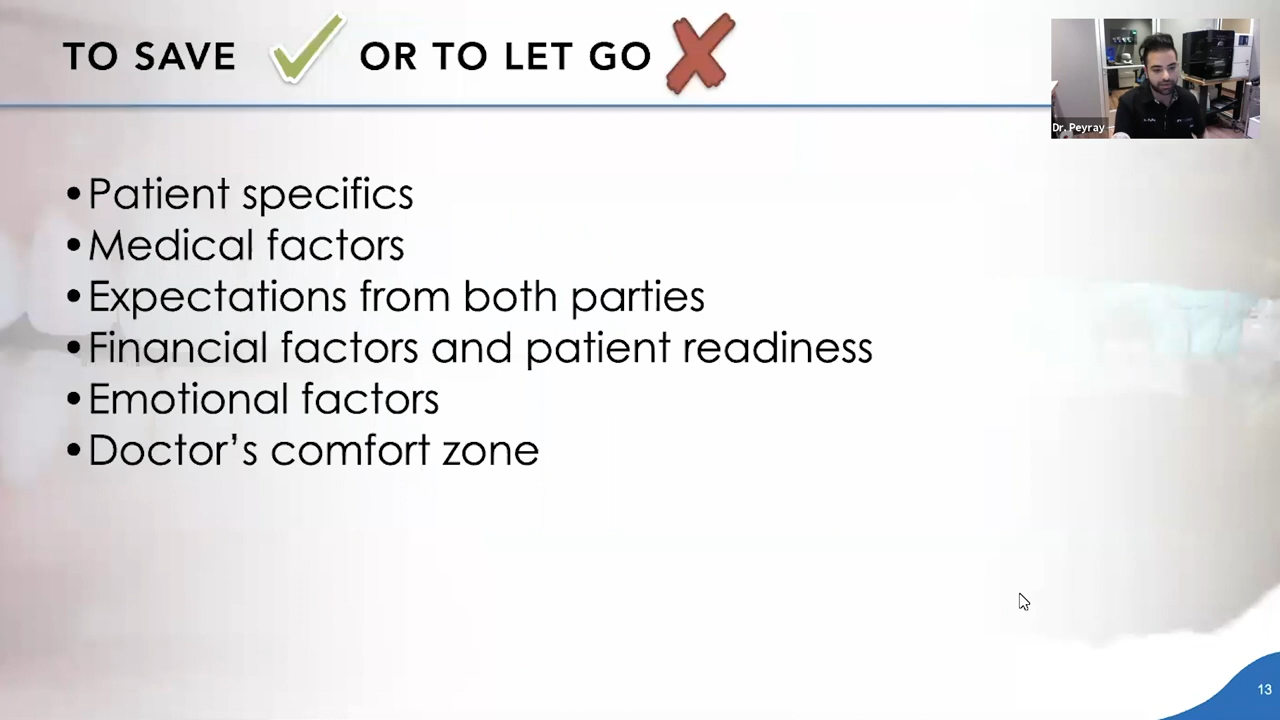 TO SAVE OR TO LET GO
Dr. Peyray
•Patient specifics
•Medical factors
•Expectations from both parties
•Financial factors and patient readiness
•Emotional factors
•Doctor’s comfort zone
13